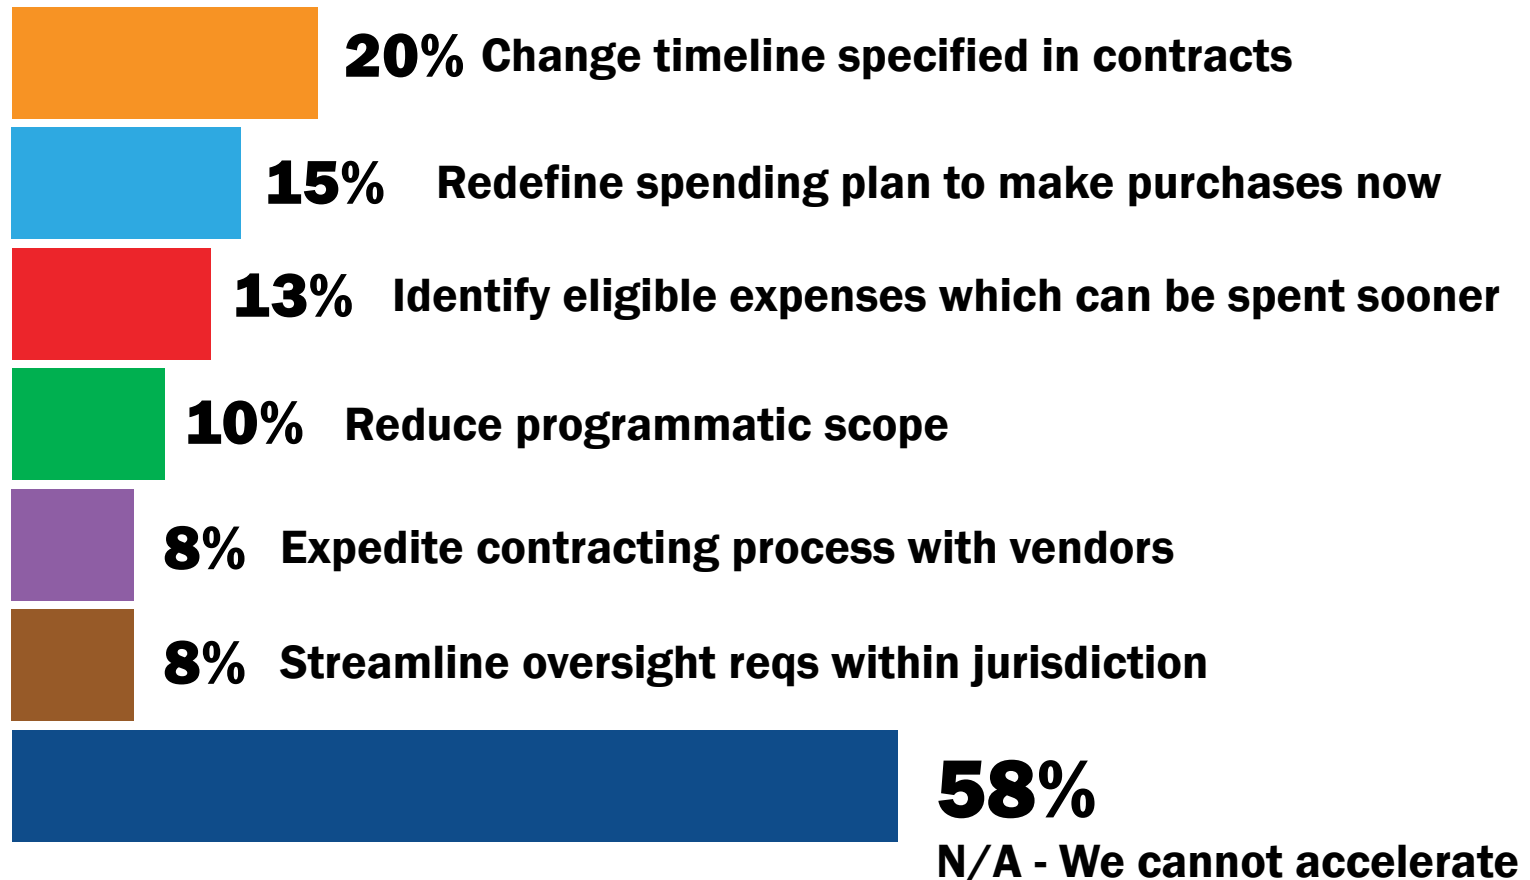 20% Change timeline specified in contracts
15% Redefine spending plan to make purchases now
13% Identify eligible expenses which can be spent sooner
10% Reduce programmatic scope
8% Expedite contracting process with vendors
8% Streamline oversight reqs within jurisdiction
58%
N/A - We cannot accelerate